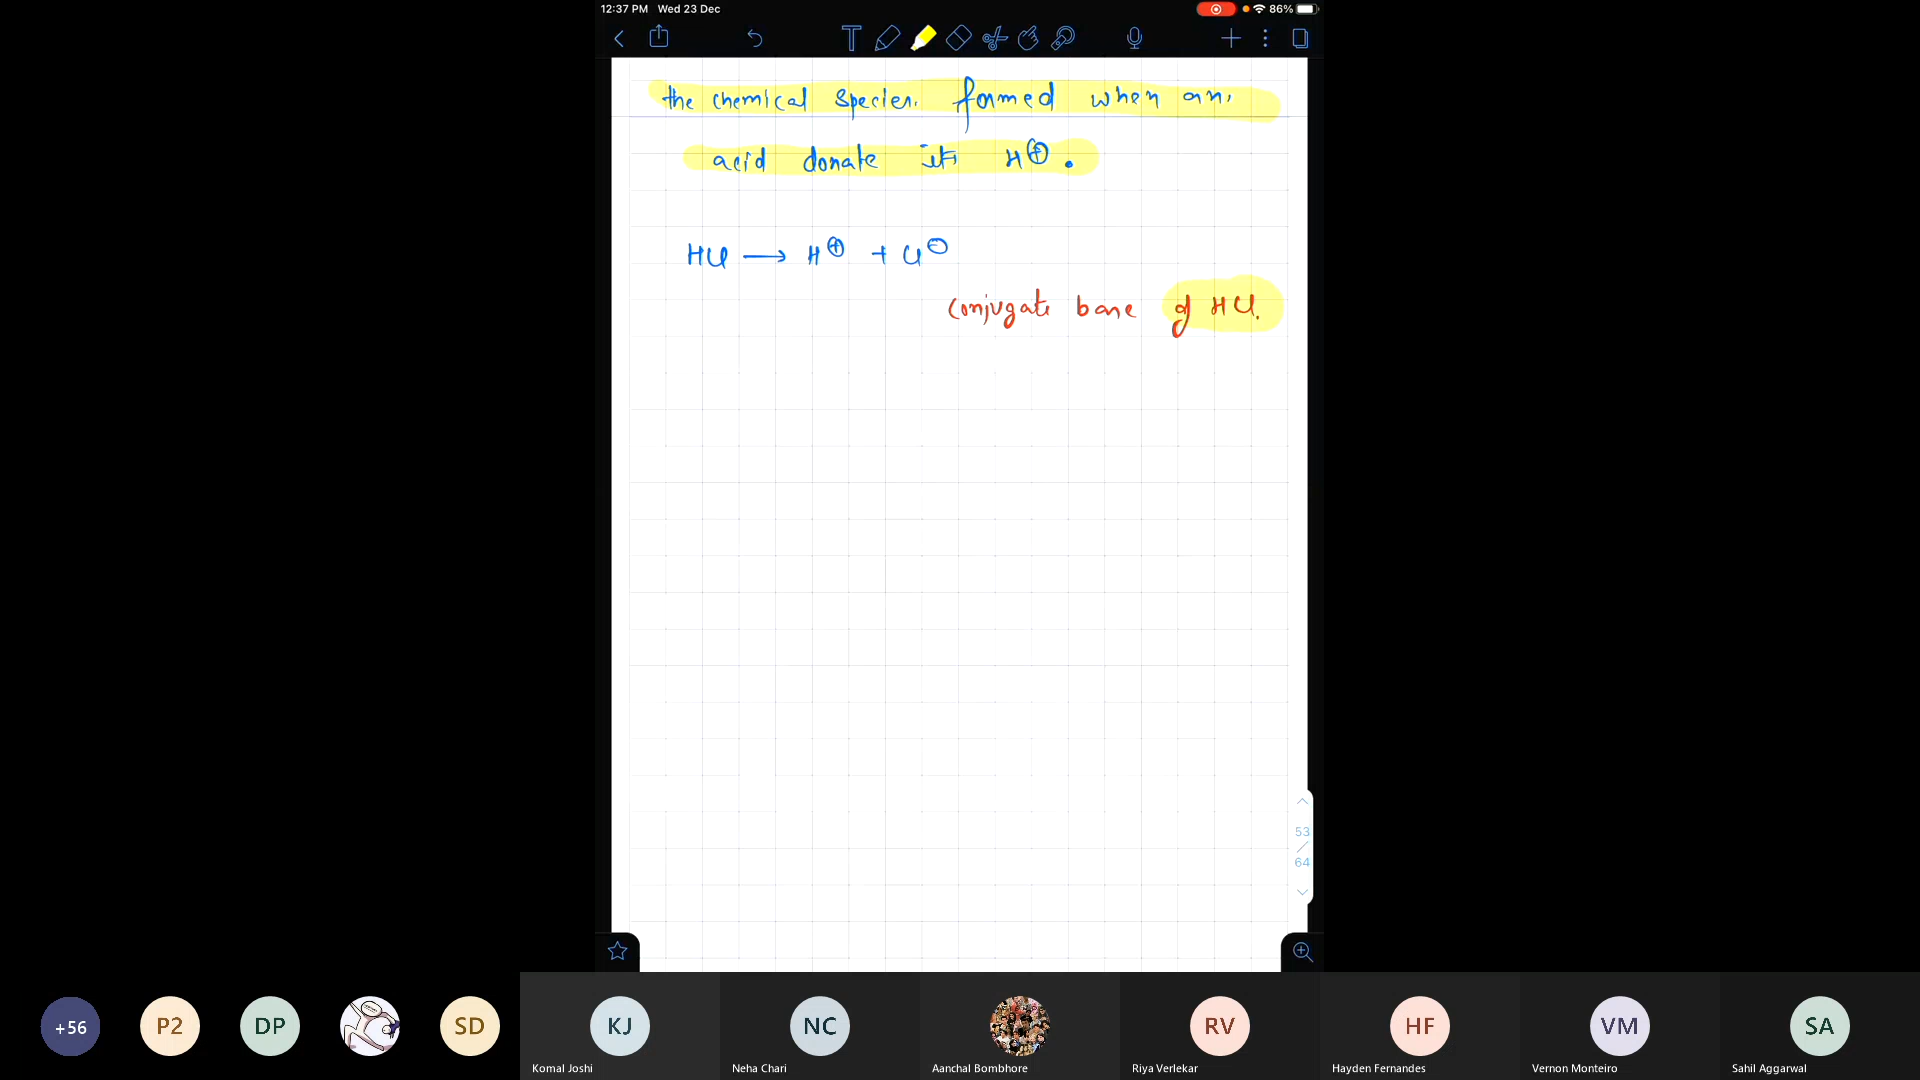 12:37 PM Wed 23 Dec
86%
the chemical species formed when an
acid donate its H⊕.
HCl ⟶ H⊕ + Cl⊖
conjugate base of HCl.
53
/
64
+56
P2
DP
SD
KJ
NC
RV
HF
VM
SA
Komal Joshi
Neha Chari
Aanchal Bombhore
Riya Verlekar
Hayden Fernandes
Vernon Monteiro
Sahil Aggarwal